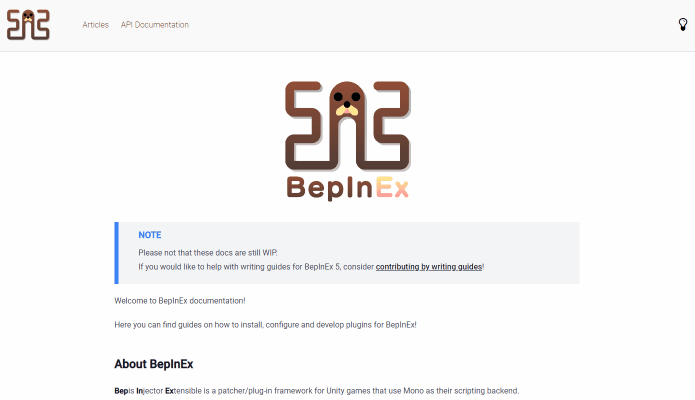 Articles API Documentation
BepInEx
NOTE
Please not that these docs are still WIP.
If you would like to help with writing guides for BepInEx 5, consider contributing by writing guides!
Welcome to BepInEx documentation!
Here you can find guides on how to install, configure and develop plugins for BepInEx!
About BepInEx
Bepis Injector Extensible is a patcher/plug-in framework for Unity games that use Mono as their scripting backend.